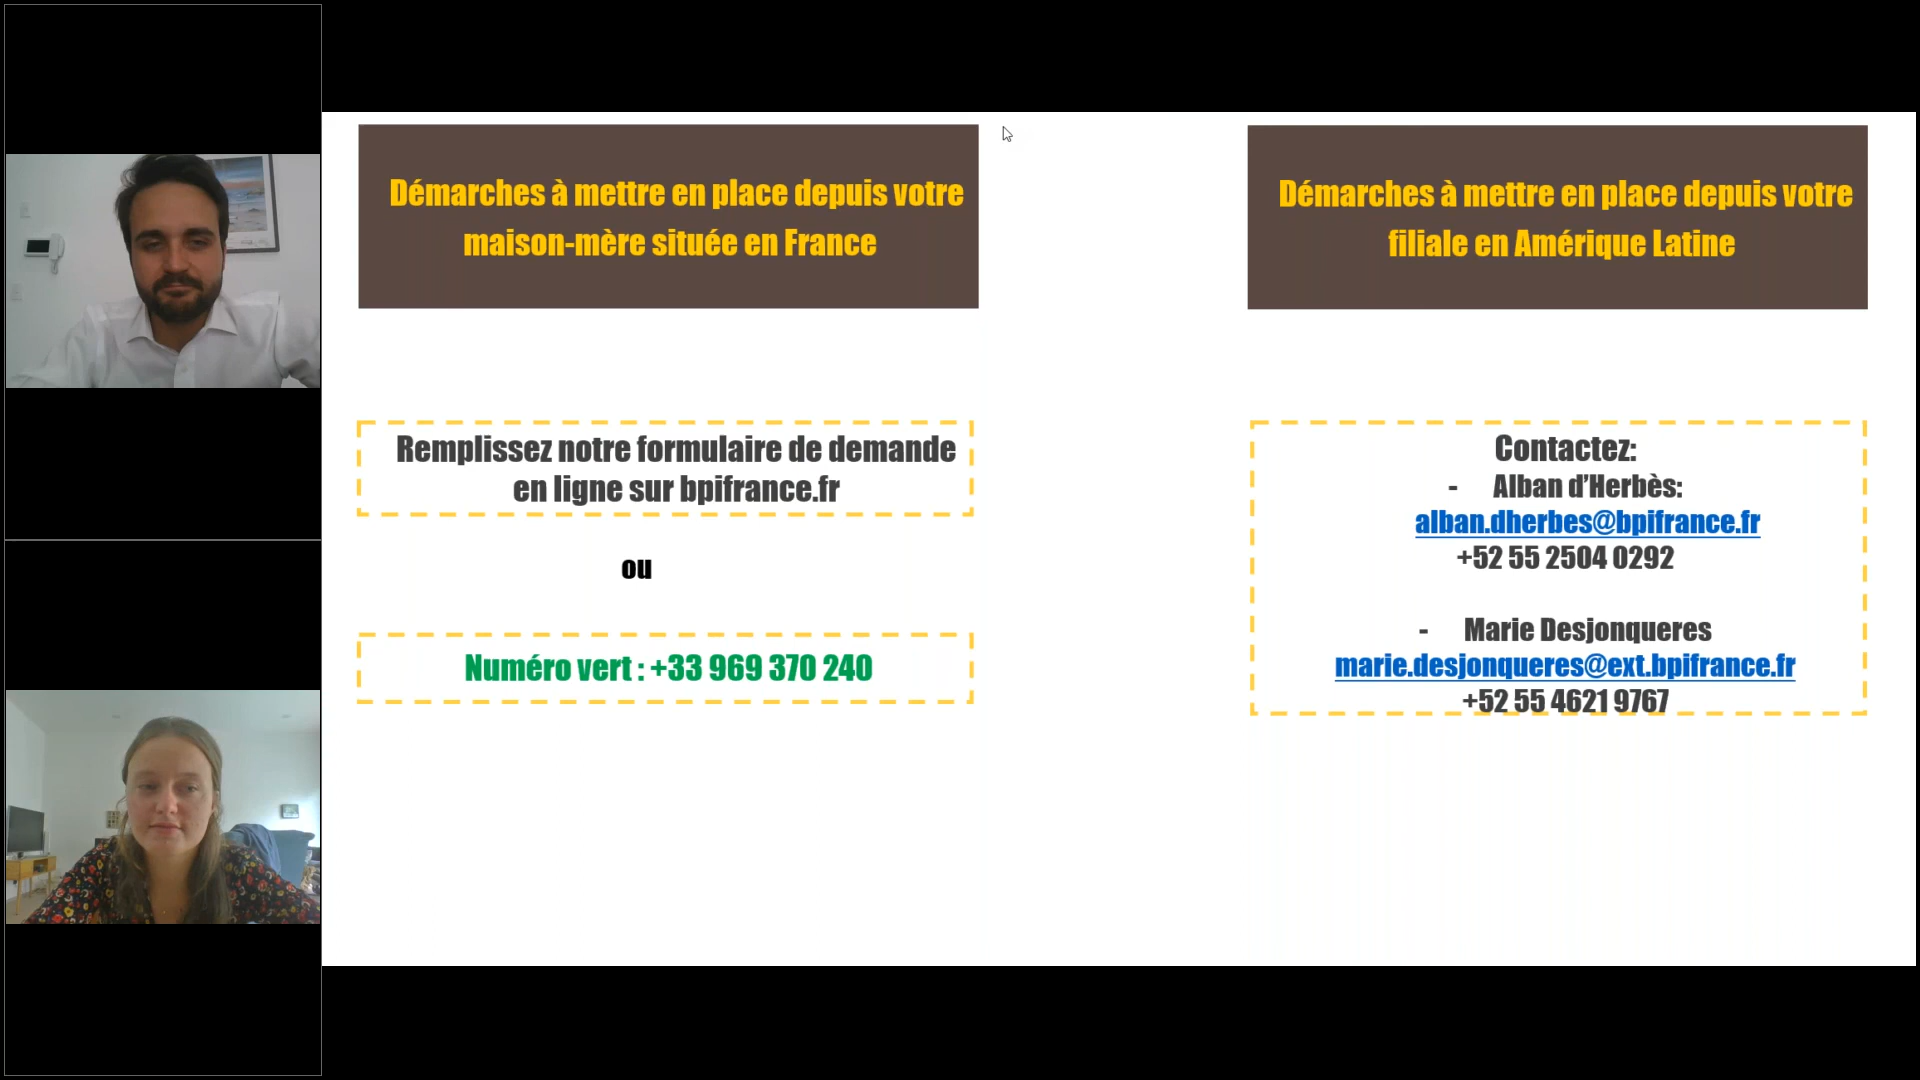 Démarches à mettre en place depuis votre
maison-mère située en France
Remplissez notre formulaire de demande
en ligne sur bpifrance.fr
ou
Numéro vert : +33 969 370 240
Démarches à mettre en place depuis votre
filiale en Amérique Latine
Contactez:
- Alban d’Herbès:
alban.dherbes@bpifrance.fr
+52 55 2504 0292
- Marie Desjonqueres
marie.desjonqueres@ext.bpifrance.fr
+52 55 4621 9767